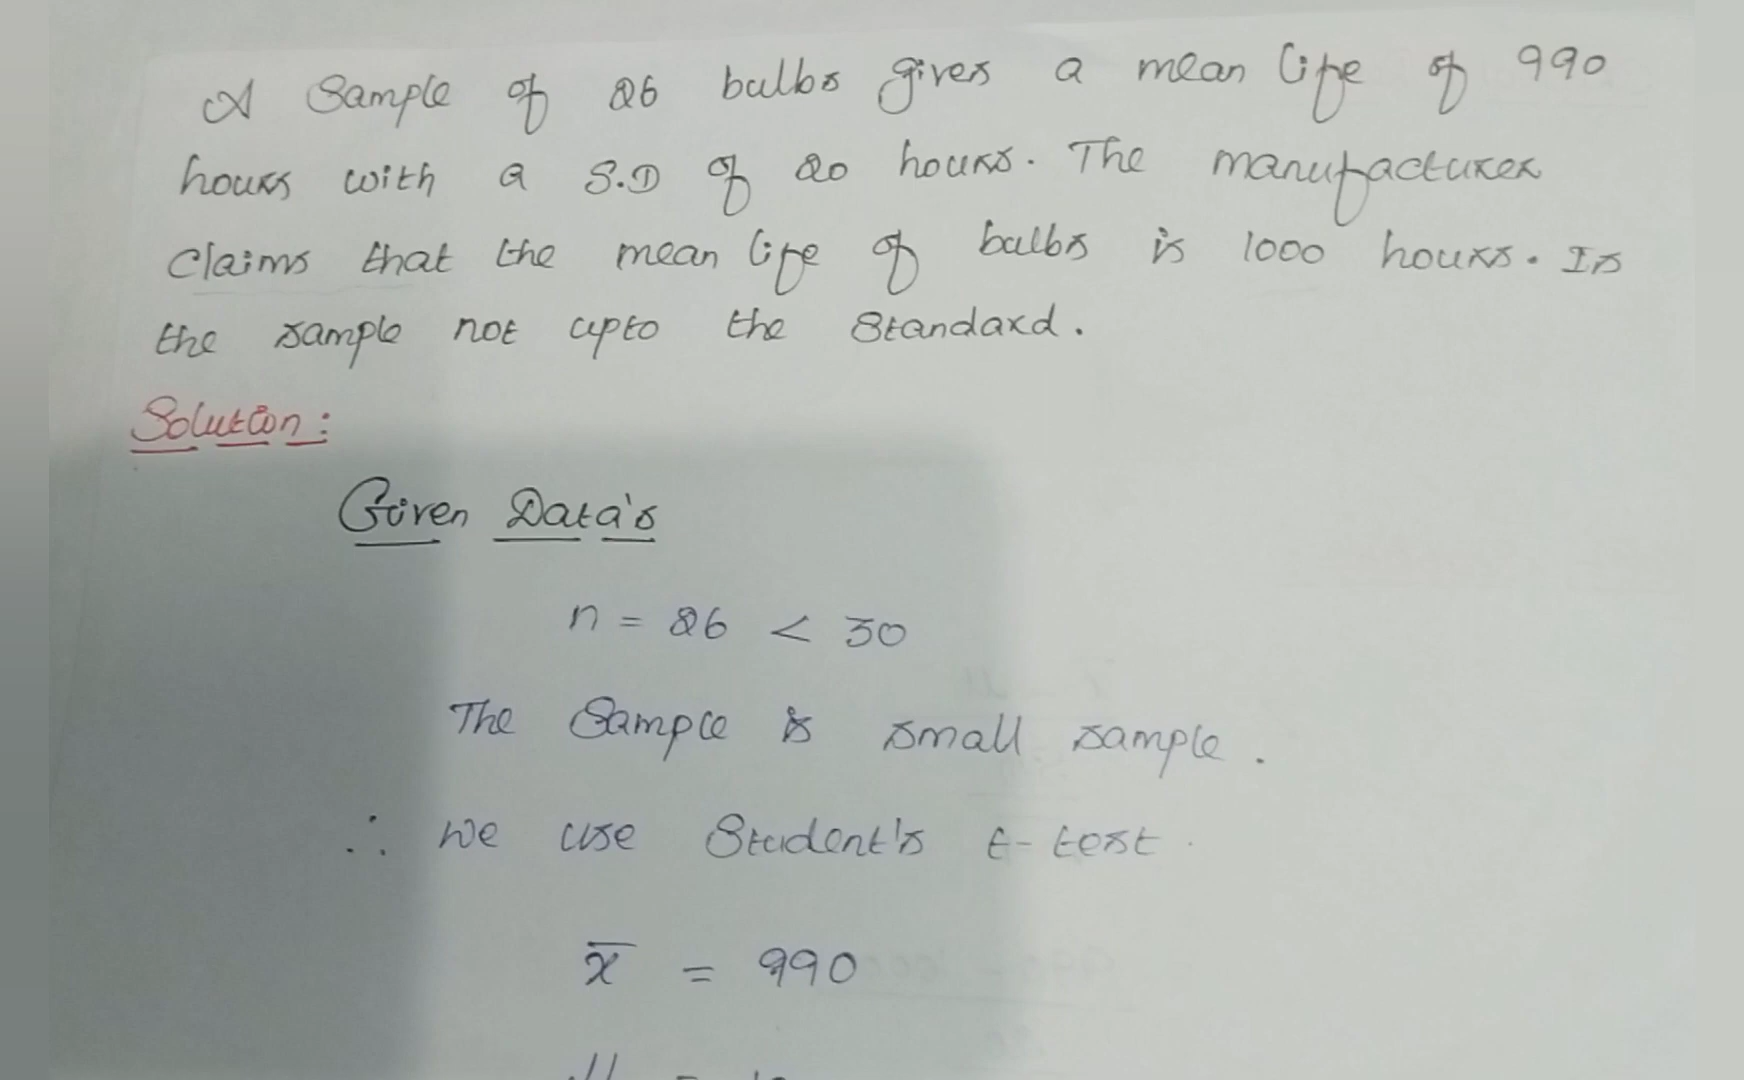 A Sample of 26 bulbs gives a mean life of 990
hours with a S.D of 20 hours. The manufacturer
claims that the mean life of bulbs is 1000 hours. Is
the sample not upto the Standard.
Solution:
Given Data's
n = 26 < 30
The Sample is small sample.
∴ we use Student's t-test.
x̄ = 990